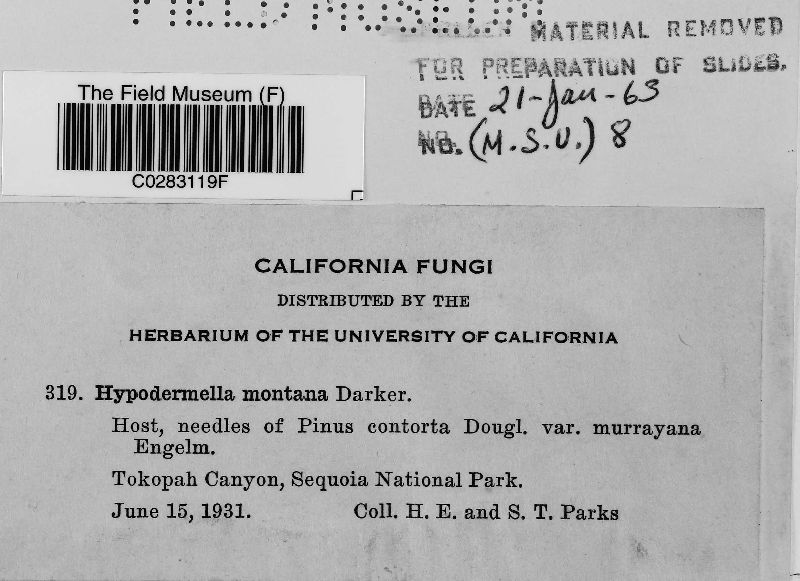 FIELD MUSEUM
MATERIAL REMOVED
FOR PREPARATION OF SLIDES.
DATE 21-Jan-63
NO. (M.S.U.) 8
The Field Museum (F)
C0283119F
CALIFORNIA FUNGI
DISTRIBUTED BY THE
HERBARIUM OF THE UNIVERSITY OF CALIFORNIA
319. Hypodermella montana Darker.
Host, needles of Pinus contorta Dougl. var. murrayana
Engelm.
Tokopah Canyon, Sequoia National Park.
June 15, 1931. Coll. H. E. and S. T. Parks